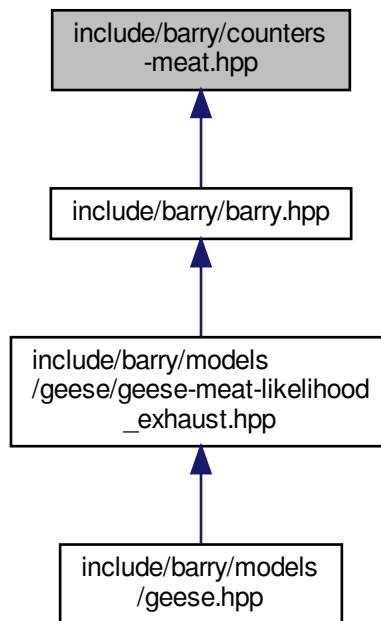 include/barry/counters
-meat.hpp
include/barry/barry.hpp
include/barry/models
/geese/geese-meat-likelihood
_exhaust.hpp
include/barry/models
/geese.hpp